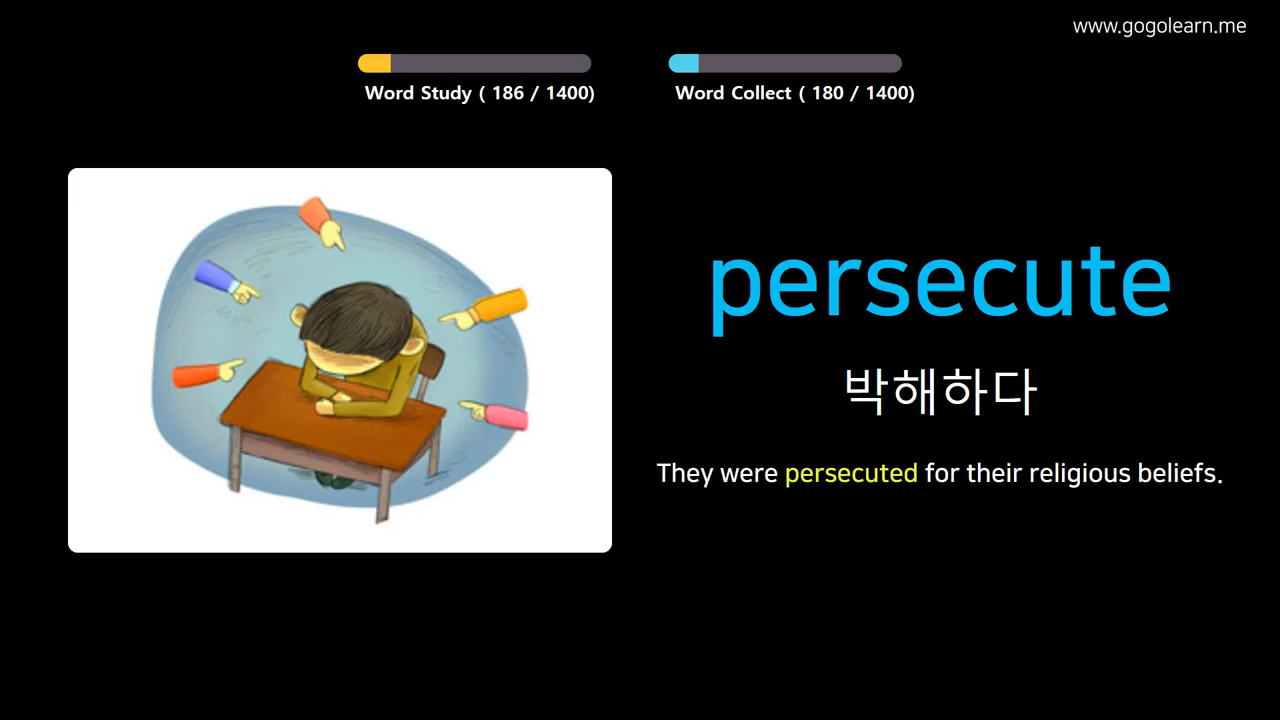 www.gogolearn.me
Word Study ( 186 / 1400)
Word Collect ( 180 / 1400)
persecute
박해하다
They were persecuted for their religious beliefs.